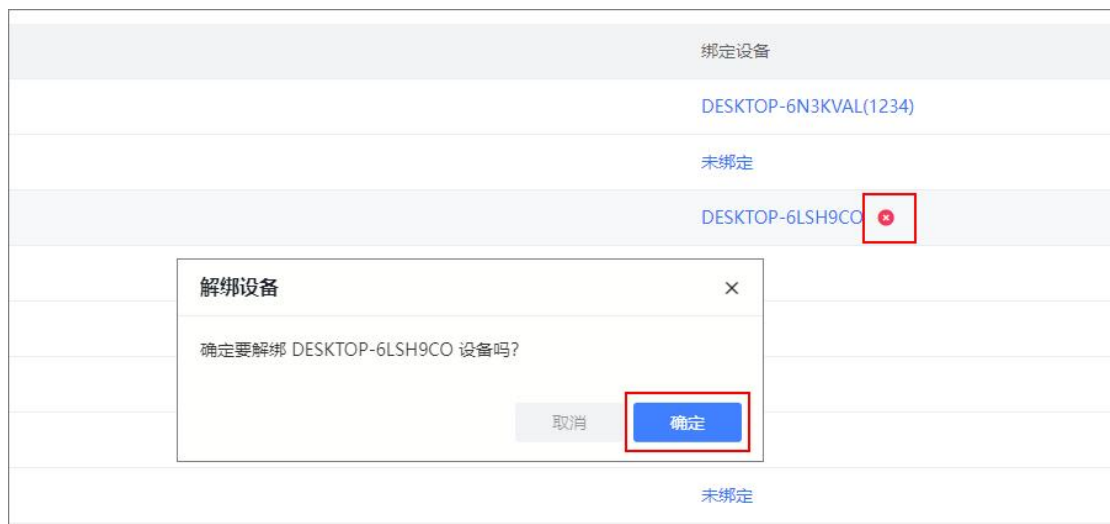 绑定设备
DESKTOP-6N3KVAL(1234)
未绑定
DESKTOP-6LSH9CO
解绑设备
确定要解绑 DESKTOP-6LSH9CO 设备吗?
取消
确定
未绑定